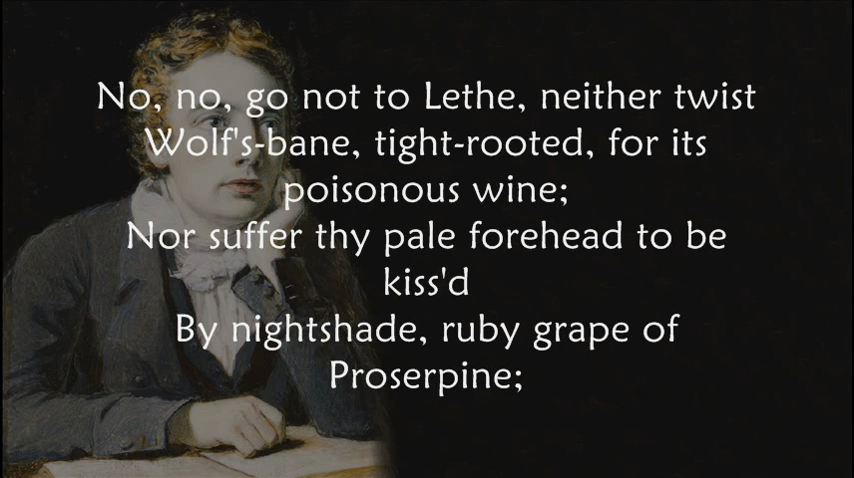 No, no, go not to Lethe, neither twist
Wolf's-bane, tight-rooted, for its
poisonous wine;
Nor suffer thy pale forehead to be
kiss'd
By nightshade, ruby grape of
Proserpine;